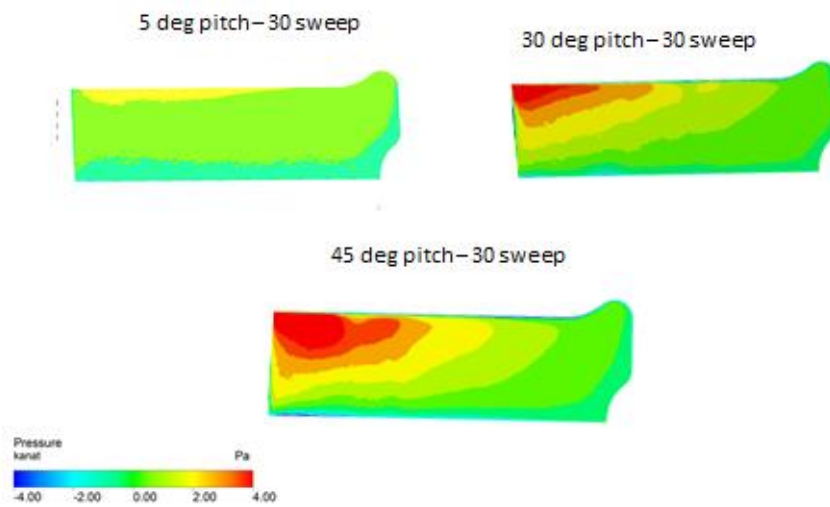 5 deg pitch – 30 sweep
30 deg pitch – 30 sweep
45 deg pitch – 30 sweep
Pressure
kanat Pa
-4.00 -2.00 0.00 2.00 4.00